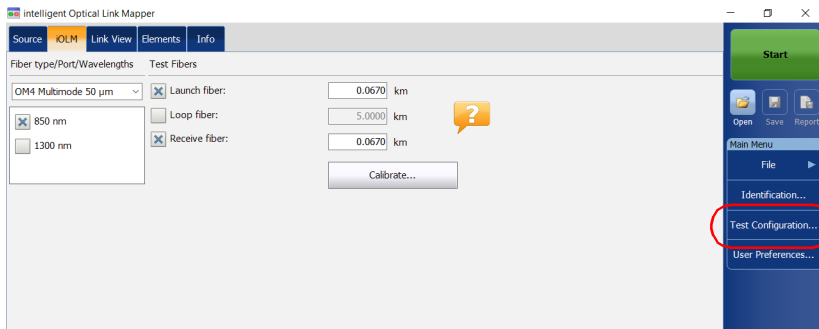 intelligent Optical Link Mapper
Source iOLM Link View Elements Info
Fiber type/Port/Wavelengths Test Fibers
OM4 Multimode 50 µm
850 nm
1300 nm
Launch fiber: 0.0670 km
Loop fiber: 5.0000 km
Receive fiber: 0.0670 km
?
Calibrate...
Start
Open Save Report
Main Menu
File
Identification...
Test Configuration...
User Preferences...